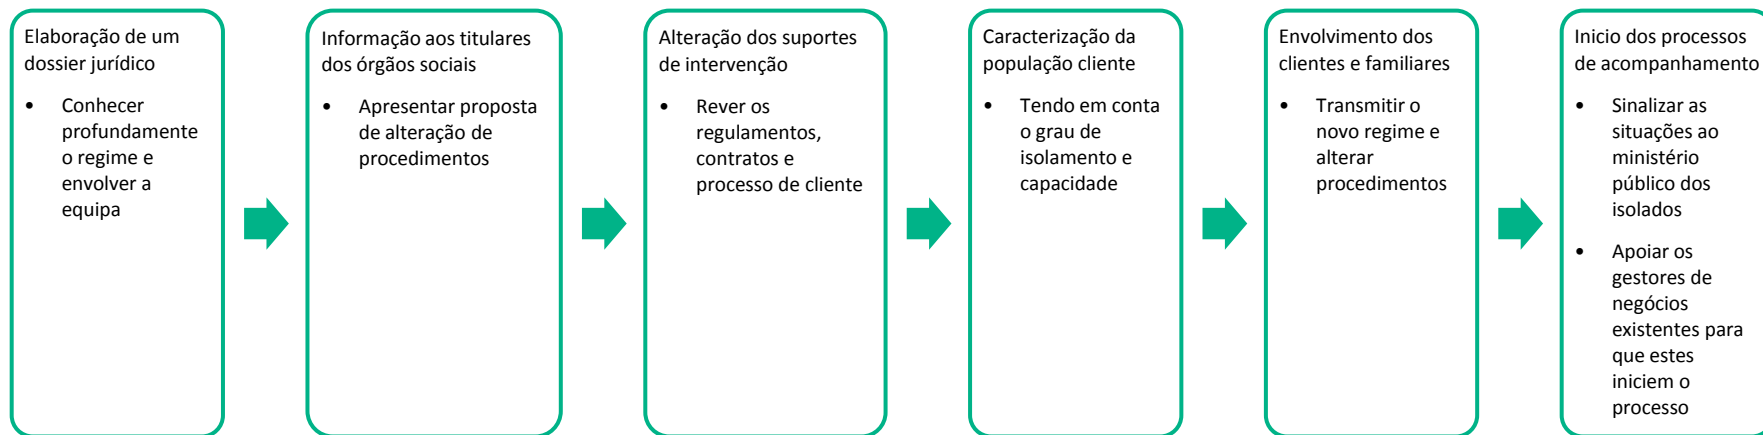 Elaboração de um
dossier jurídico
• Conhecer
profundamente
o regime e
envolver a
equipa
Informação aos titulares
dos órgãos sociais
• Apresentar proposta
de alteração de
procedimentos
Alteração dos suportes
de intervenção
• Rever os
regulamentos,
contratos e
processo de cliente
Caracterização da
população cliente
• Tendo em conta
o grau de
isolamento e
capacidade
Envolvimento dos
clientes e familiares
• Transmitir o
novo regime e
alterar
procedimentos
Inicio dos processos
de acompanhamento
• Sinalizar as
situações ao
ministério
público dos
isolados
• Apoiar os
gestores de
negócios
existentes para
que estes
iniciem o
processo